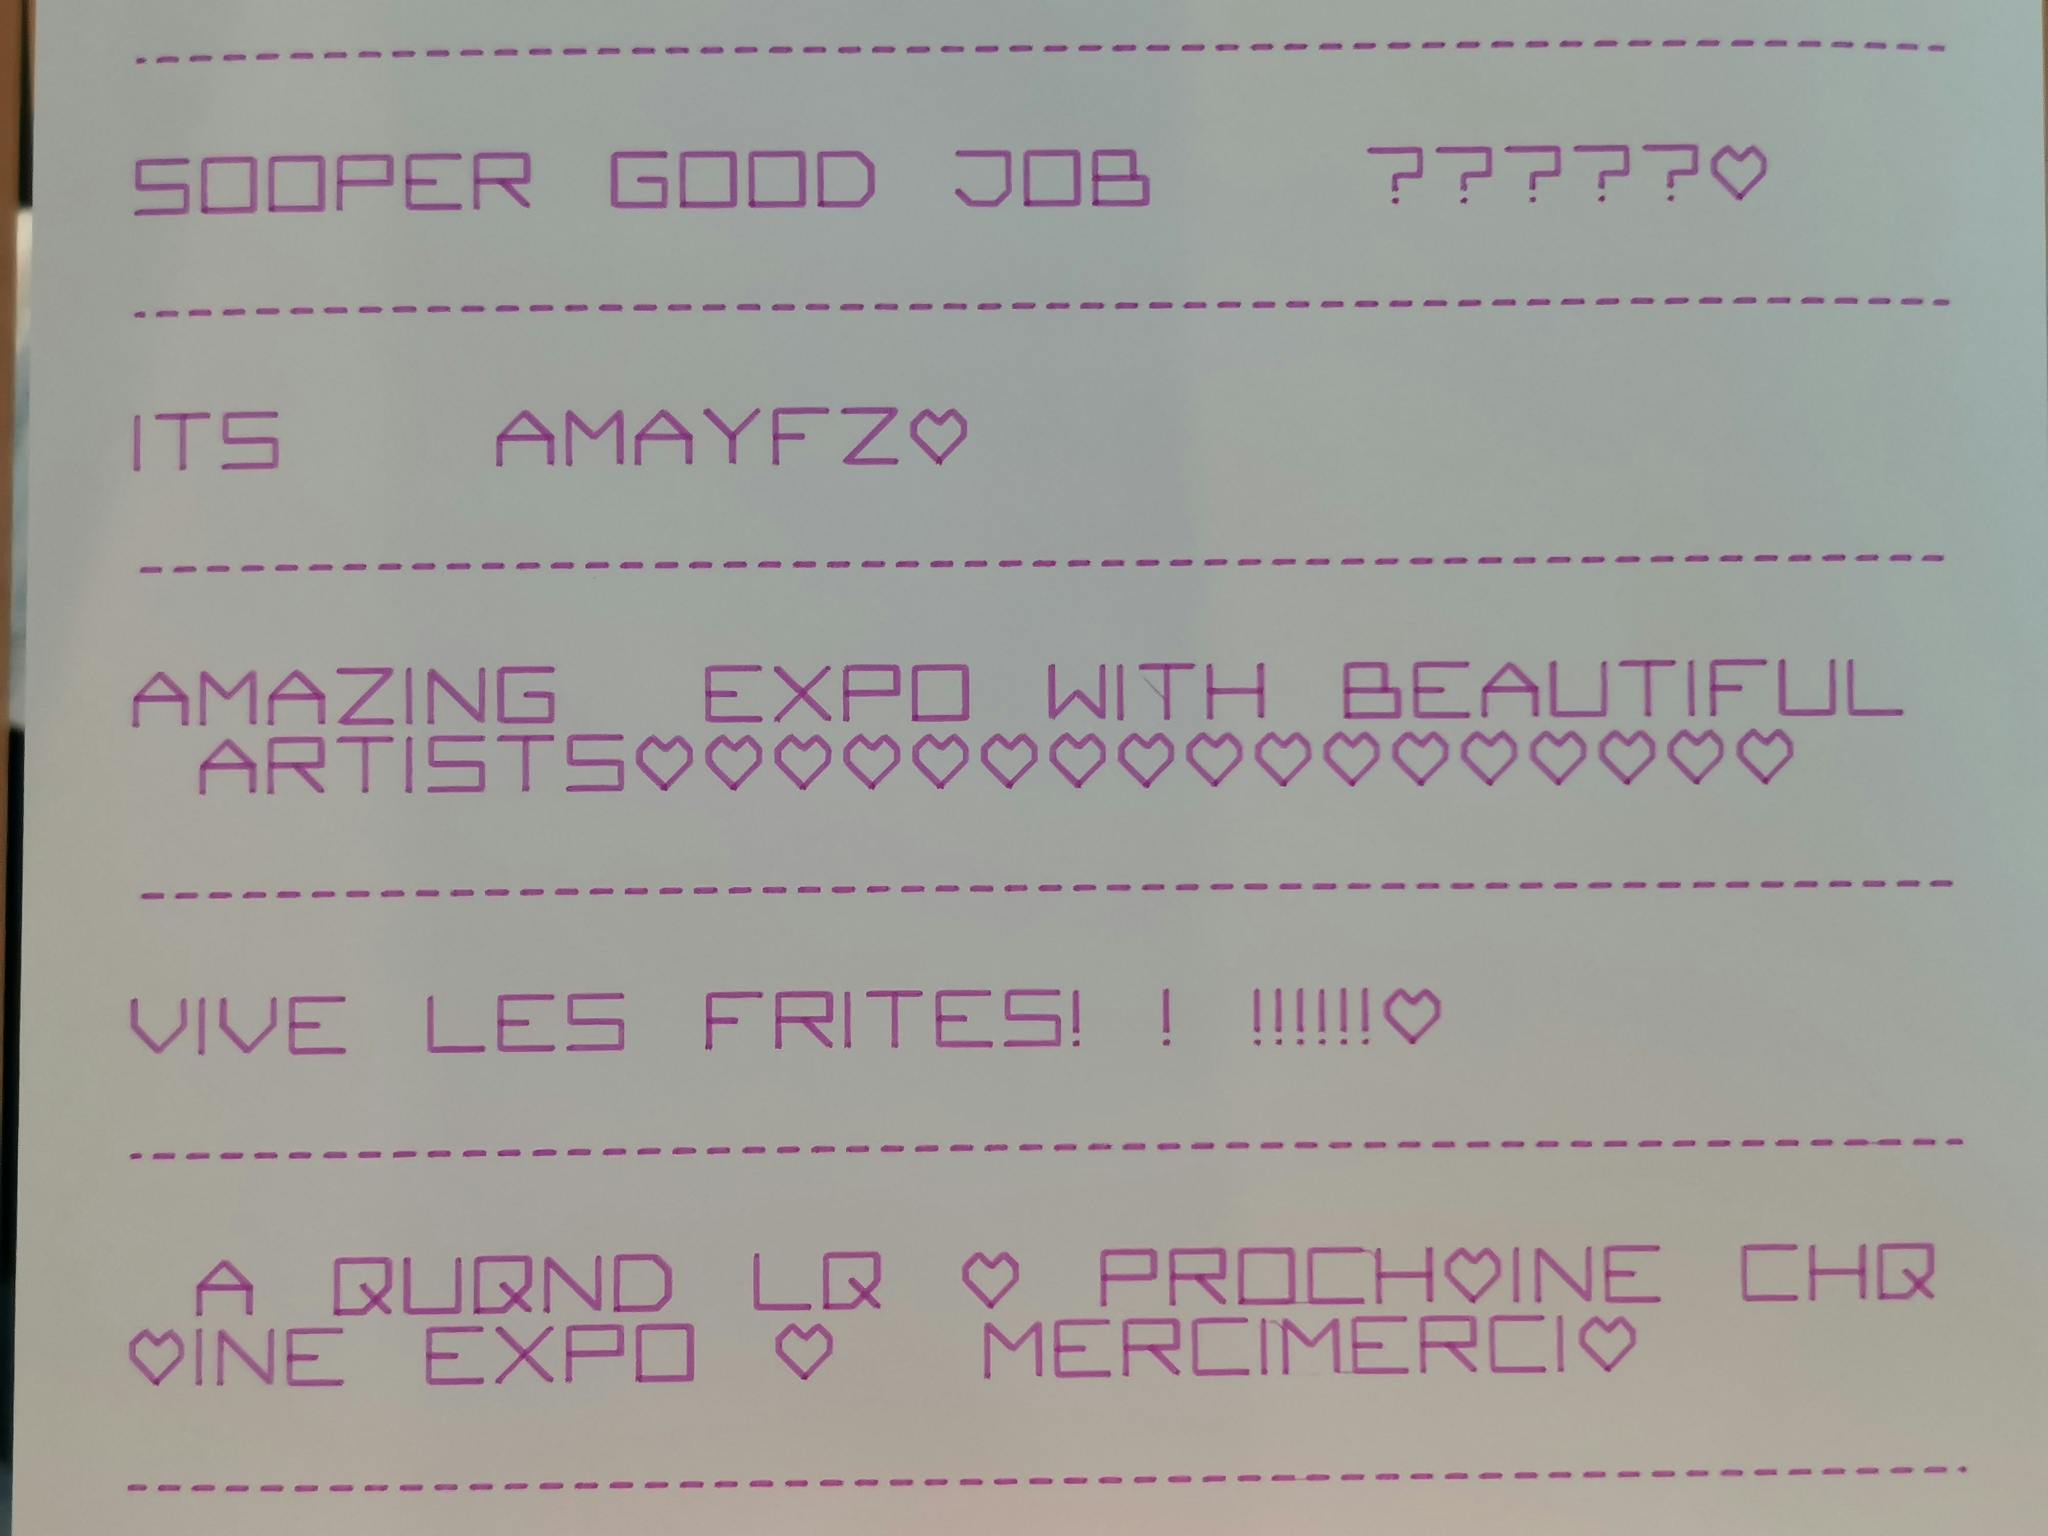 SOOPER GOOD JOB ?????♡
ITS AMAYFZ♡
AMAZING EXPO WITH BEAUTIFUL
ARTISTS♡♡♡♡♡♡♡♡♡♡♡♡♡♡♡♡♡
VIVE LES FRITES! ! !!!!!!♡
A QUQND LQ ♡ PROCH♡INE CHQ
♡INE EXPO ♡ MERCIMERCI♡